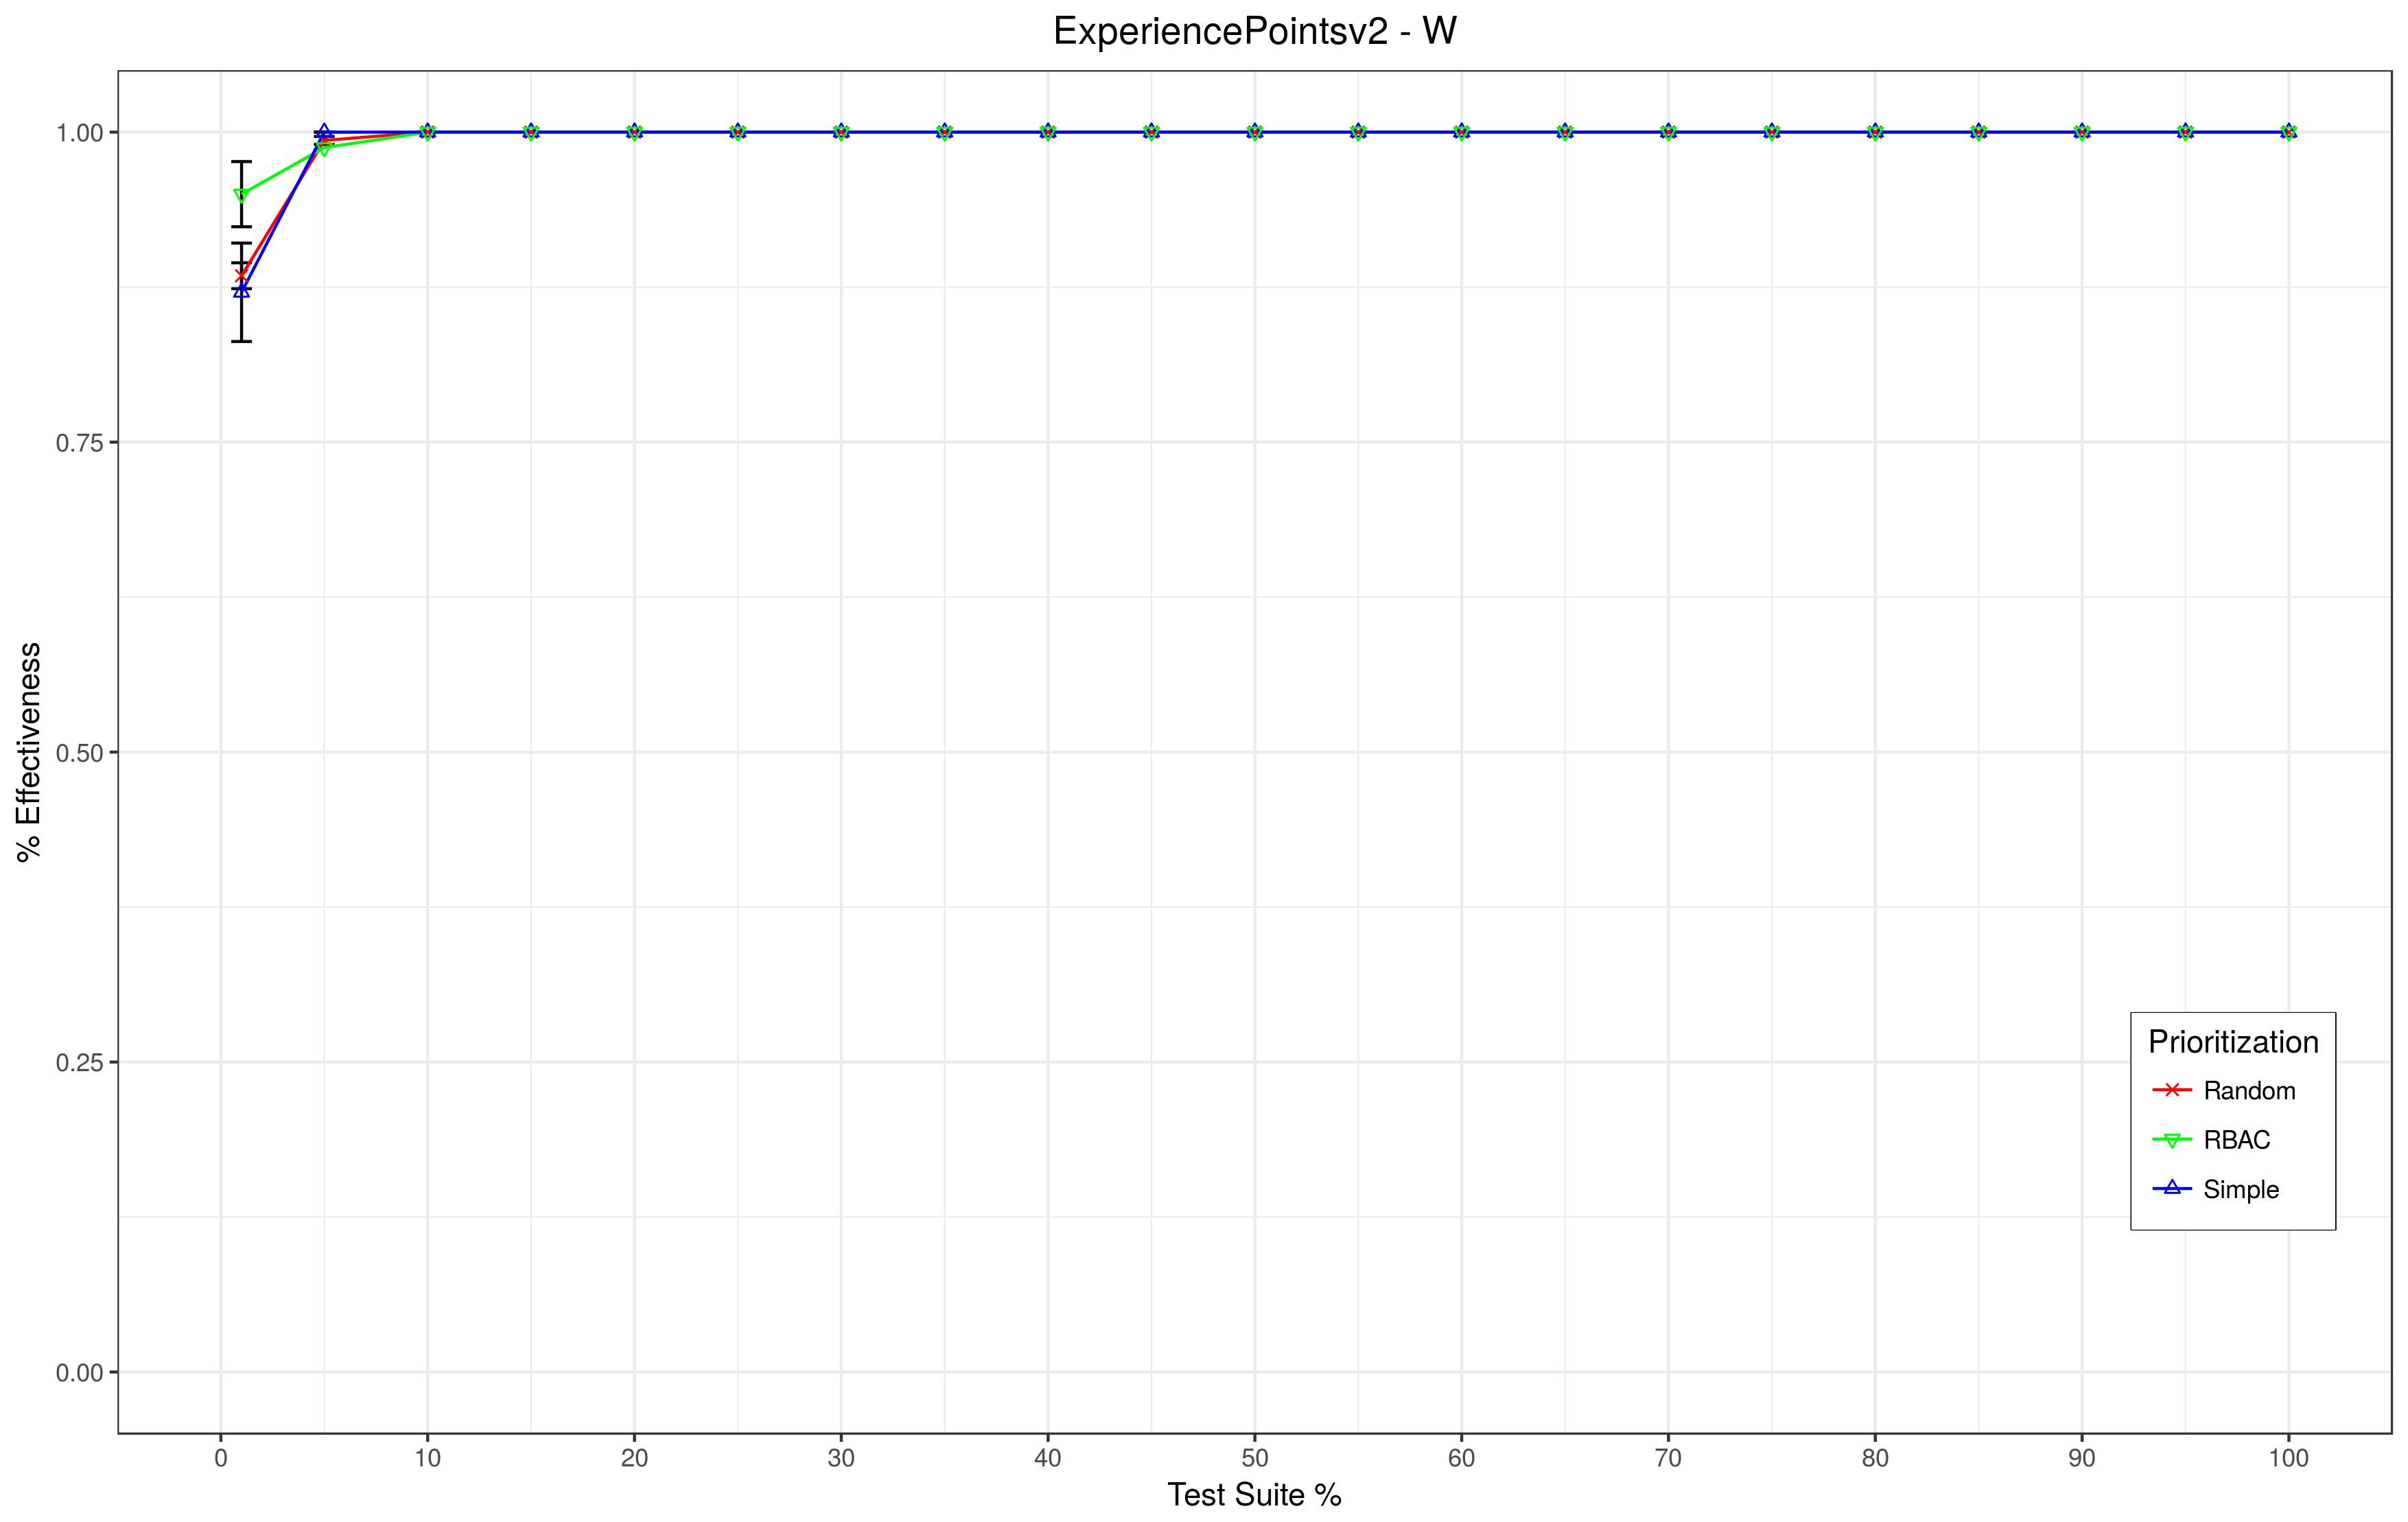 ExperiencePointsv2 - W
% Effectiveness
1.00
0.75
0.50
0.25
0.00
Prioritization
Random
RBAC
Simple
0 10 20 30 40 50 60 70 80 90 100
Test Suite %